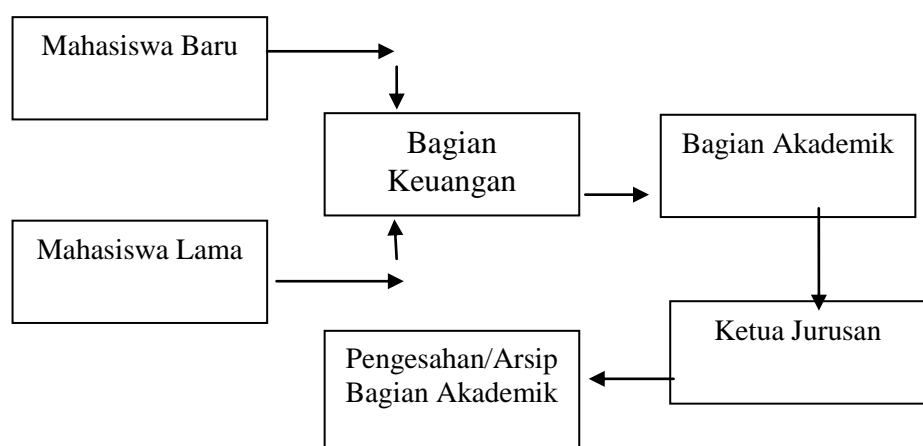 Mahasiswa Baru
Bagian
Keuangan
Bagian Akademik
Mahasiswa Lama
Ketua Jurusan
Pengesahan/Arsip
Bagian Akademik